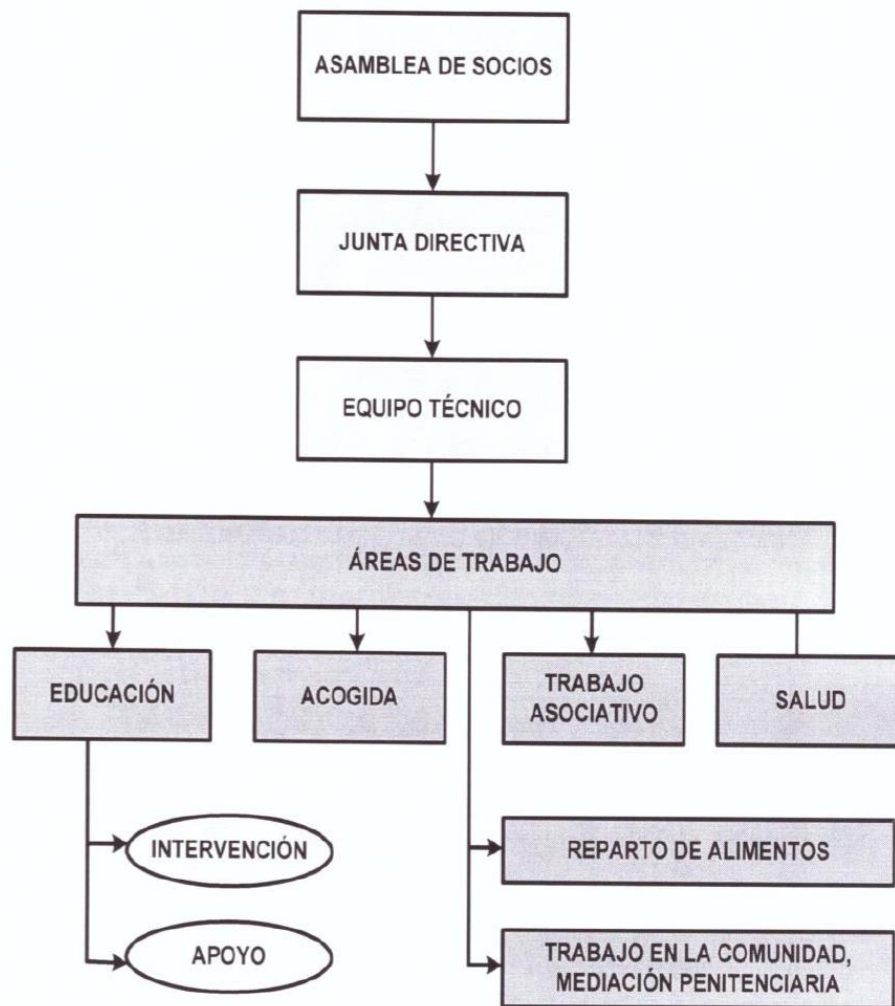 ASAMBLEA DE SOCIOS
JUNTA DIRECTIVA
EQUIPO TÉCNICO
ÁREAS DE TRABAJO
EDUCACIÓN
ACOGIDA
TRABAJO
ASOCIATIVO
SALUD
INTERVENCIÓN
REPARTO DE ALIMENTOS
APOYO
TRABAJO EN LA COMUNIDAD,
MEDIACIÓN PENITENCIARIA